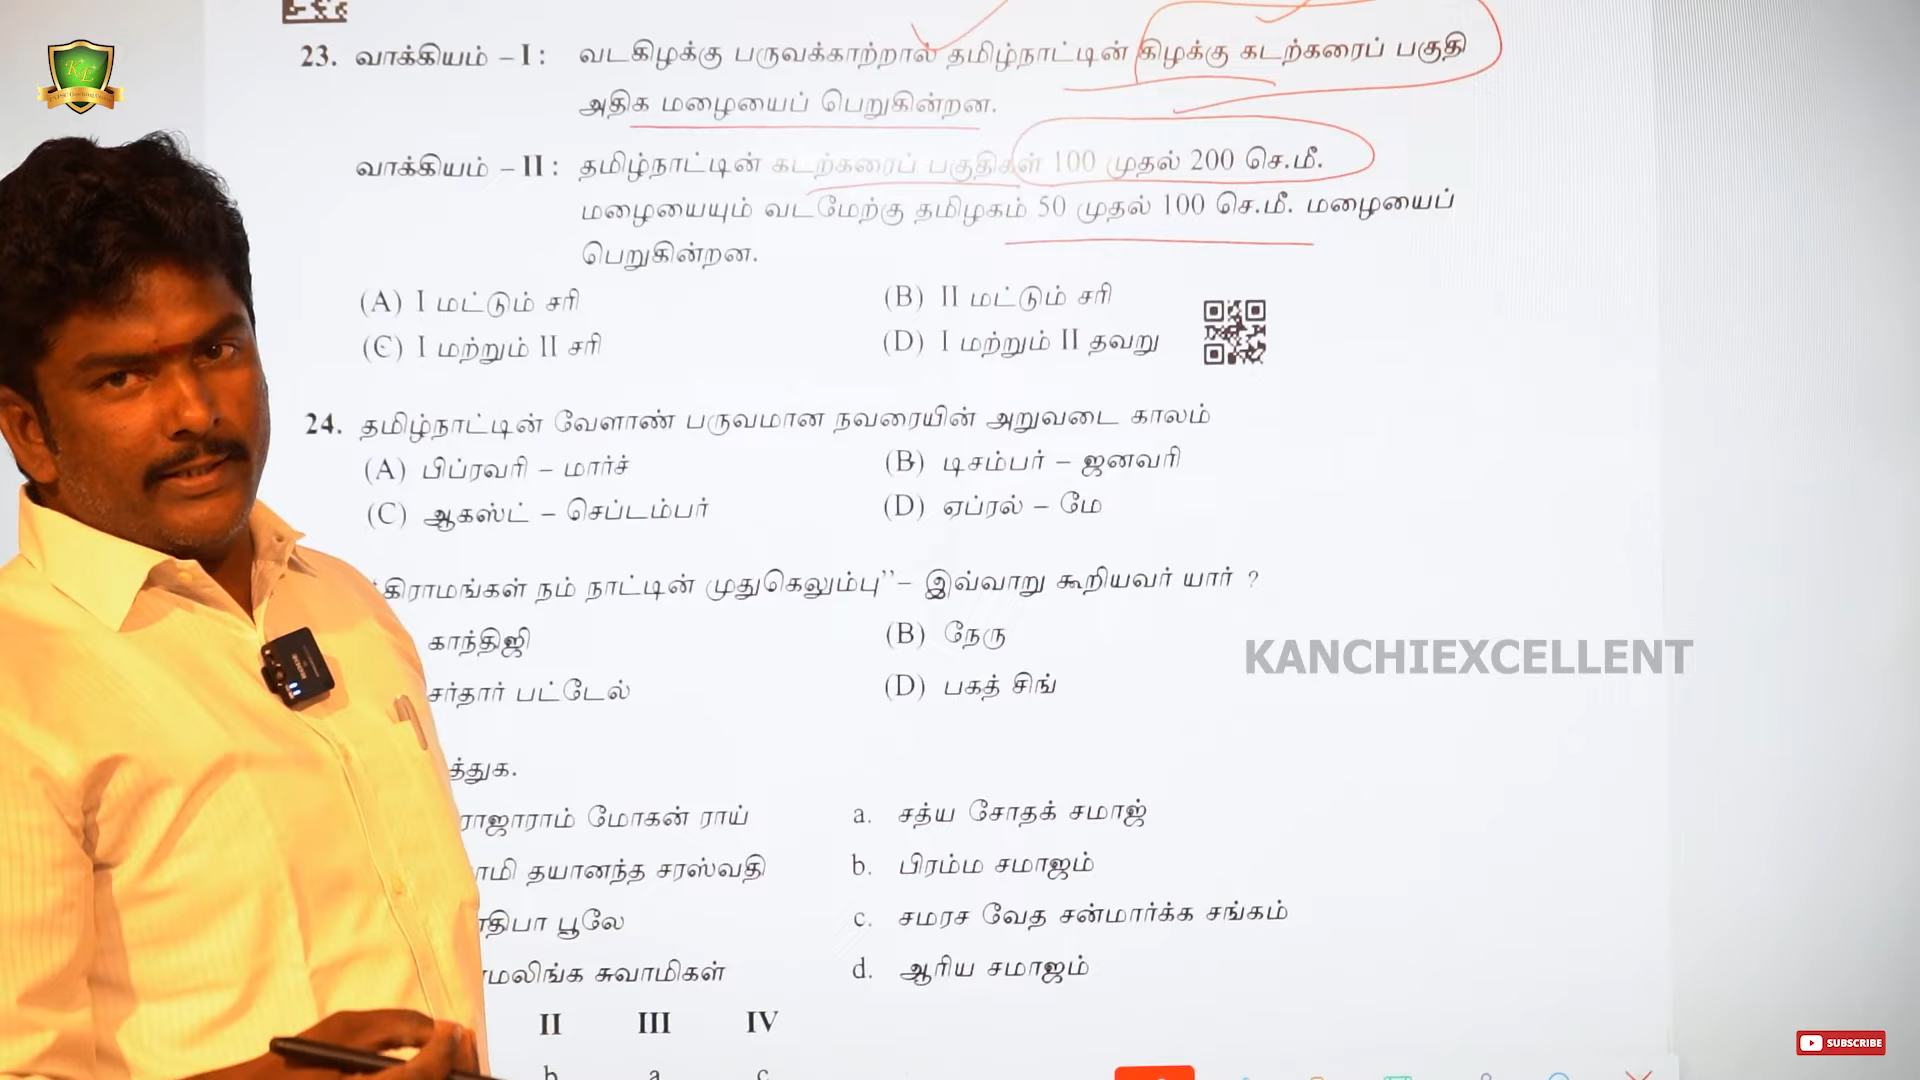 23. வாக்கியம் – I : வடகிழக்கு பருவக்காற்றால் தமிழ்நாட்டின் கிழக்கு கடற்கரைப் பகுதி
அதிக மழையைப் பெறுகின்றன.
வாக்கியம் – II : தமிழ்நாட்டின் கடற்கரைப் பகுதிகள் 100 முதல் 200 செ.மீ.
மழையையும் வடமேற்கு தமிழகம் 50 முதல் 100 செ.மீ. மழையைப்
பெறுகின்றன.
(A) I மட்டும் சரி (B) II மட்டும் சரி
(C) I மற்றும் II சரி (D) I மற்றும் II தவறு
24. தமிழ்நாட்டின் வேளாண் பருவமான நவரையின் அறுவடை காலம்
(A) பிப்ரவரி – மார்ச் (B) டிசம்பர் – ஜனவரி
(C) ஆகஸ்ட் – செப்டம்பர் (D) ஏப்ரல் – மே
கிராமங்கள் நம் நாட்டின் முதுகெலும்பு” – இவ்வாறு கூறியவர் யார் ?
காந்திஜி (B) நேரு
சர்தார் பட்டேல் (D) பகத் சிங்
KANCHIEXCELLENT
த்துக.
ராஜாராம் மோகன் ராய் a. சத்ய சோதக் சமாஜ்
ாமி தயானந்த சரஸ்வதி b. பிரம்ம சமாஜம்
ாதிபா பூலே c. சமரச வேத சன்மார்க்க சங்கம்
மலிங்க சுவாமிகள் d. ஆரிய சமாஜம்
II III IV
b a c
SUBSCRIBE